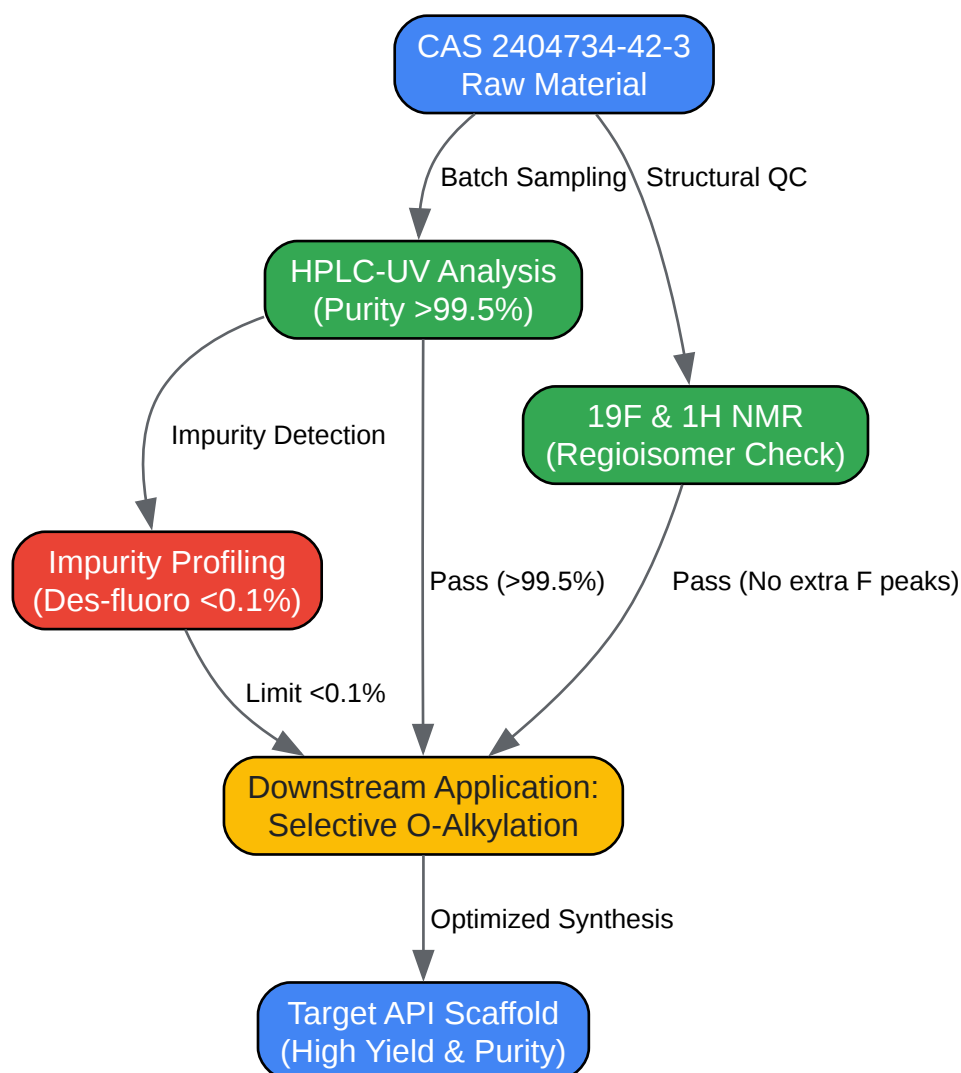 CAS 2404734-42-3
Raw Material
Batch Sampling
Structural QC
HPLC-UV Analysis
(Purity >99.5%)
19F & 1H NMR
(Regioisomer Check)
Impurity Detection
Impurity Profiling
(Des-fluoro <0.1%)
Pass (>99.5%)
Pass (No extra F peaks)
Limit <0.1%
Downstream Application:
Selective O-Alkylation
Optimized Synthesis
Target API Scaffold
(High Yield & Purity)